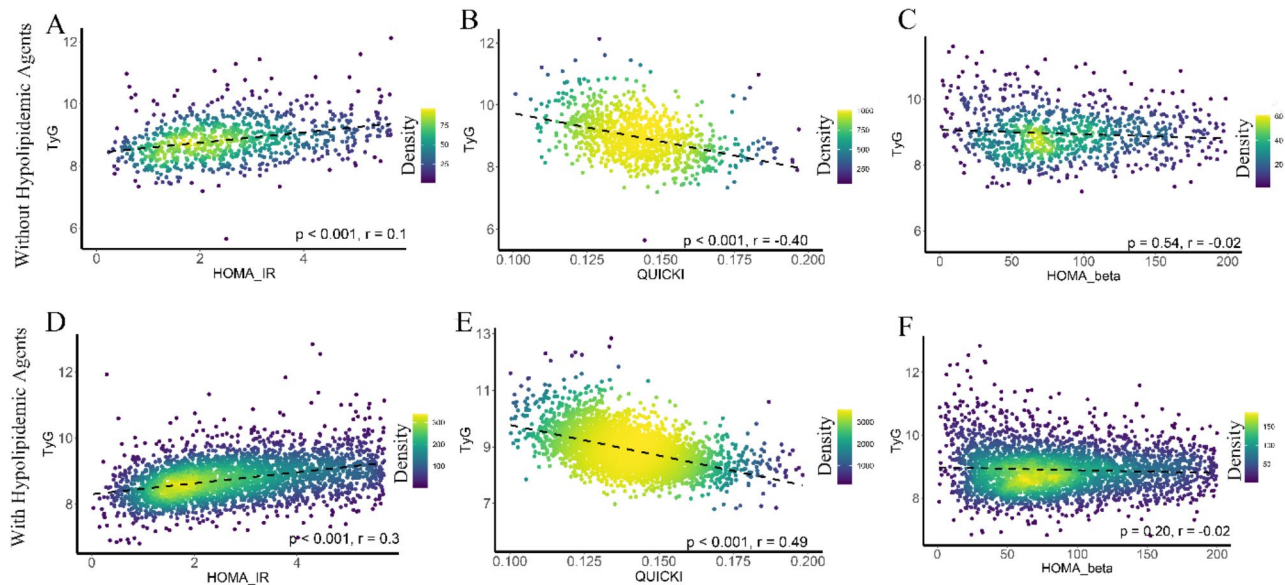 Without Hypolipidemic Agents
A
12
10
8
6
TyG
0
2
4
HOMA_IR
Density
75
50
25
p < 0.001, r = 0.1
B
12
10
8
6
TyG
0.100
0.125
0.150
0.175
0.200
QUICKI
Density
1000
750
500
250
p < 0.001, r = -0.40
C
10
8
6
TyG
0
50
100
150
200
HOMA_beta
Density
60
40
20
p = 0.54, r = -0.02
With Hypolipidemic Agents
D
12
10
8
TyG
0
2
4
HOMA_IR
Density
300
200
100
p < 0.001, r = 0.3
E
13
11
9
7
TyG
0.100
0.125
0.150
0.175
0.200
QUICKI
Density
3000
2000
1000
p < 0.001, r = 0.49
F
12
10
8
TyG
0
50
100
150
200
HOMA_beta
Density
150
100
50
p = 0.20, r = -0.02